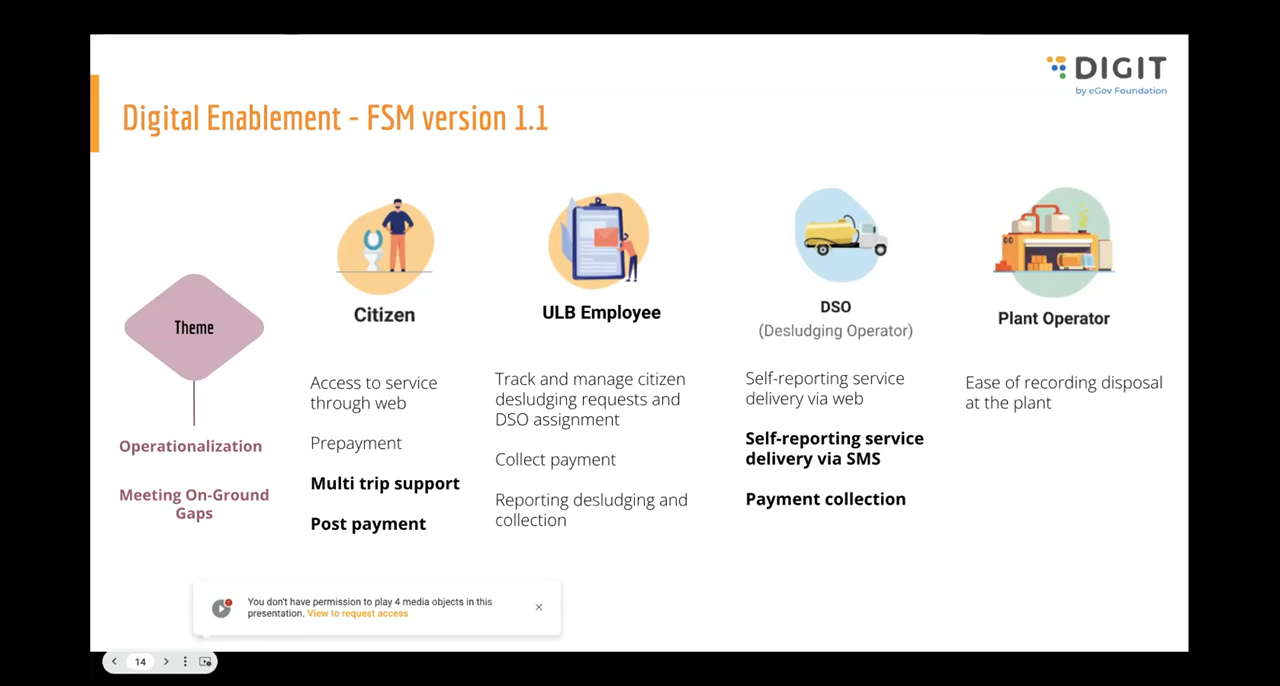 DIGIT
by eGov Foundation
Digital Enablement - FSM version 1.1
Theme
Operationalization
Meeting On-Ground
Gaps
Citizen
Access to service
through web
Prepayment
Multi trip support
Post payment
ULB Employee
Track and manage citizen
desludging requests and
DSO assignment
Collect payment
Reporting desludging and
collection
DSO
(Desludging Operator)
Self-reporting service
delivery via web
Self-reporting service
delivery via SMS
Payment collection
Plant Operator
Ease of recording disposal
at the plant
You don't have permission to play 4 media objects in this
presentation. View to request access
14